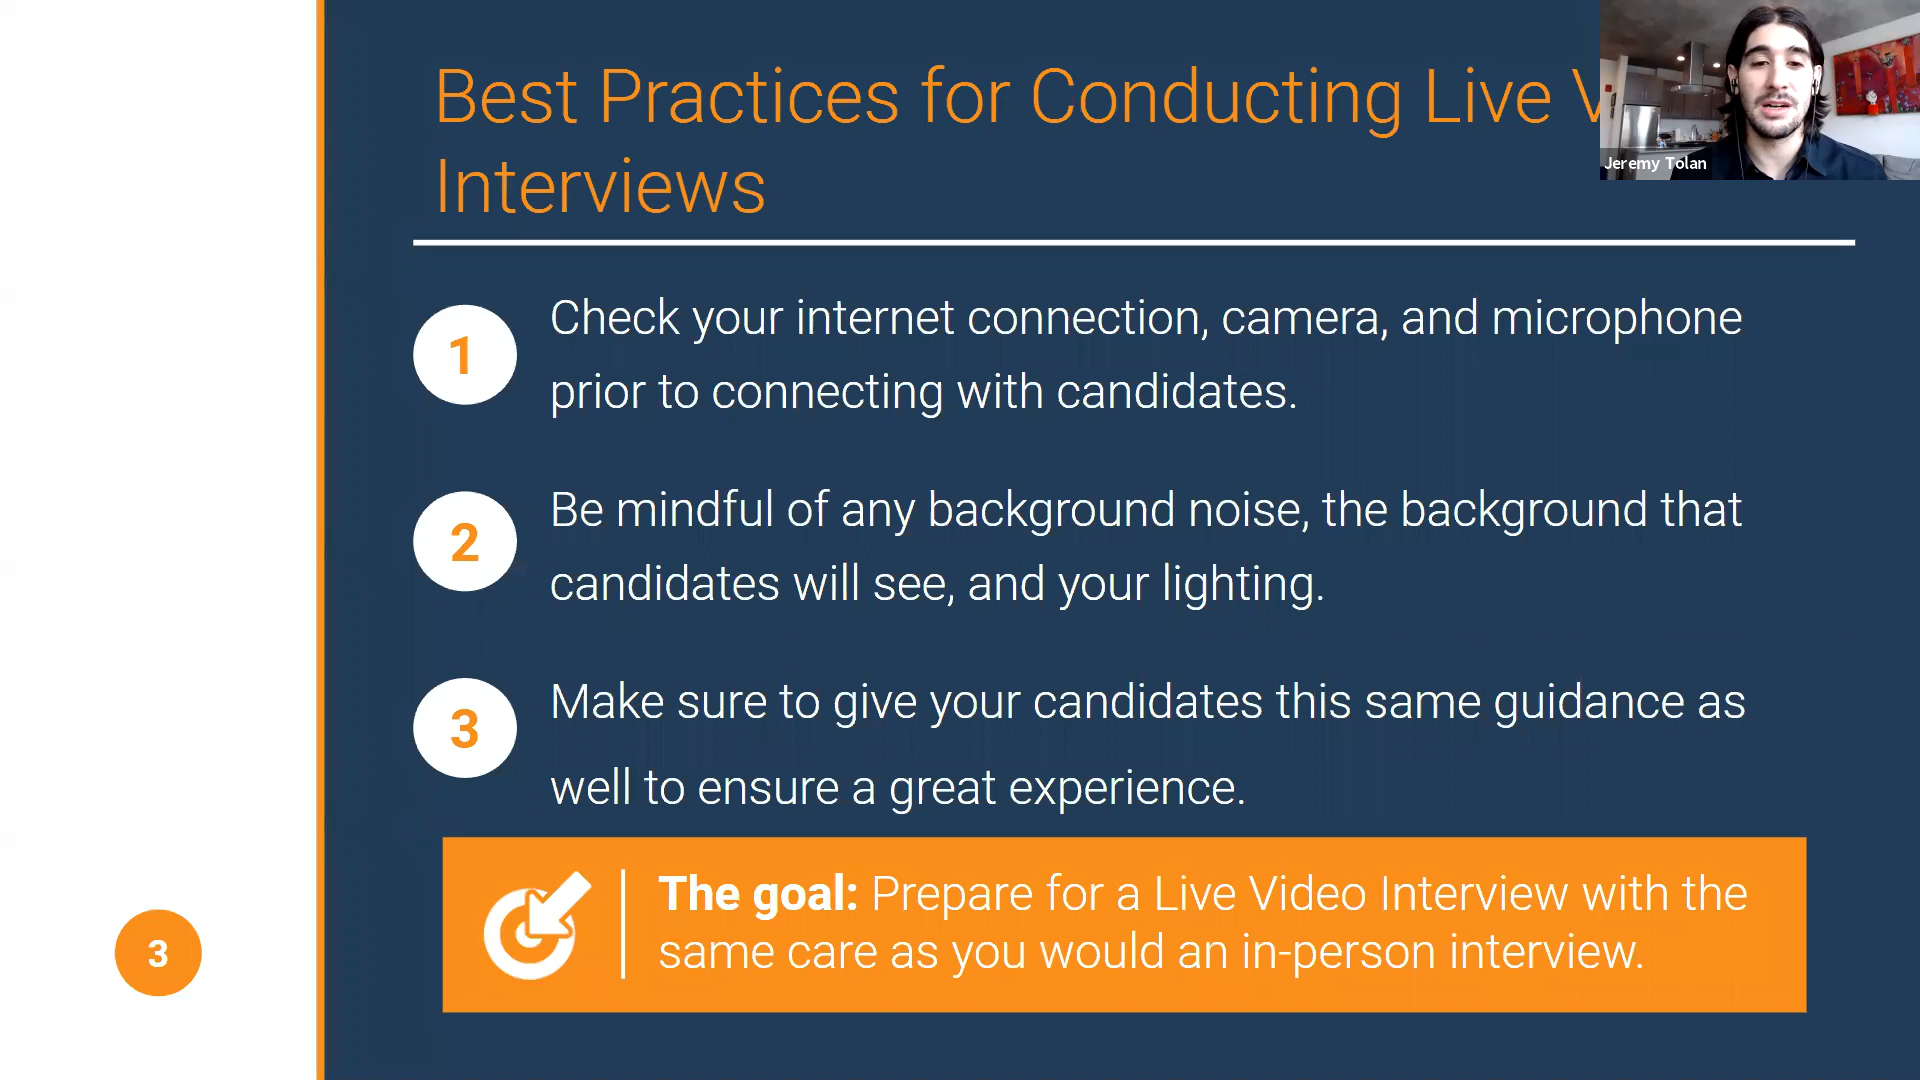 Best Practices for Conducting Live
Interviews
Jeremy Tolan
1
Check your internet connection, camera, and microphone
prior to connecting with candidates.
2
Be mindful of any background noise, the background that
candidates will see, and your lighting.
3
Make sure to give your candidates this same guidance as
well to ensure a great experience.
The goal: Prepare for a Live Video Interview with the
same care as you would an in-person interview.
3